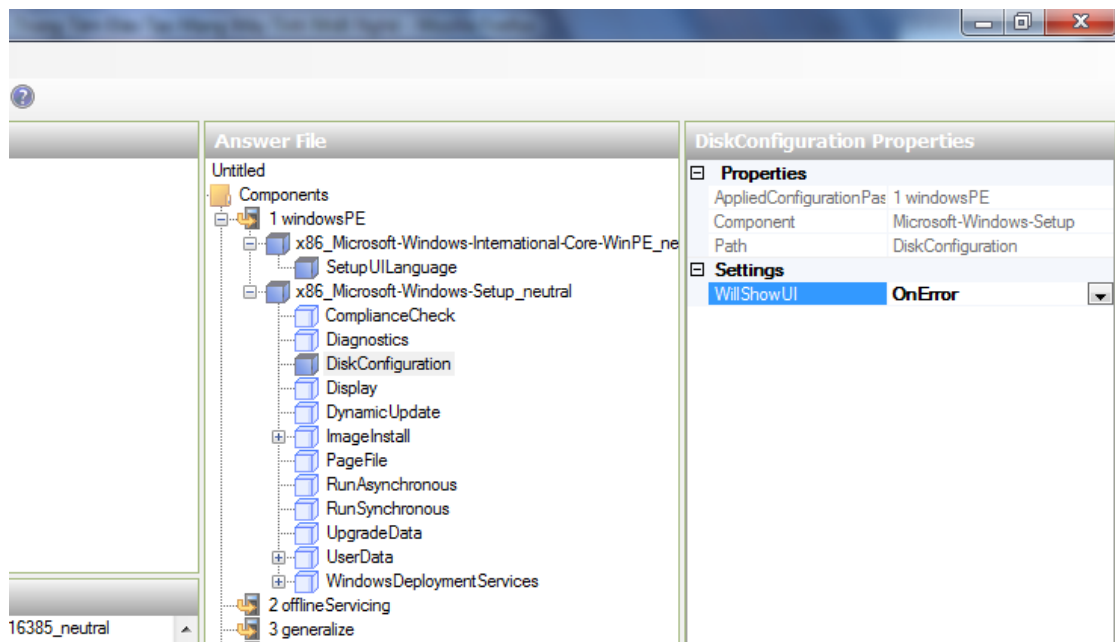 Answer File
Untitled
Components
1 windowsPE
x86_Microsoft-Windows-International-Core-WinPE_ne
SetupUILanguage
x86_Microsoft-Windows-Setup_neutral
ComplianceCheck
Diagnostics
DiskConfiguration
Display
DynamicUpdate
ImageInstall
PageFile
RunAsynchronous
RunSynchronous
UpgradeData
UserData
WindowsDeploymentServices
2 offlineServicing
3 generalize
16385_neutral
DiskConfiguration Properties
Properties
AppliedConfigurationPas 1 windowsPE
Component Microsoft-Windows-Setup
Path DiskConfiguration
Settings
WillShowUI OnError